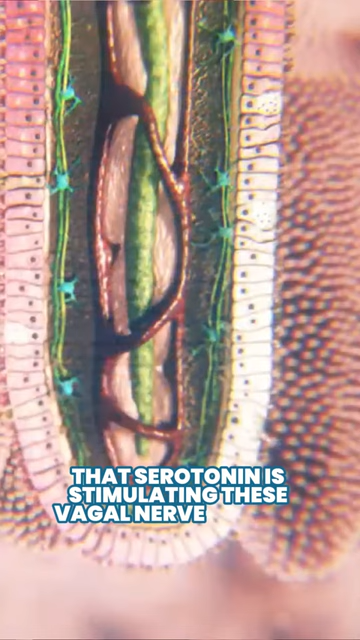 THAT SEROTONIN IS
STIMULATING THESE
VAGAL NERVE